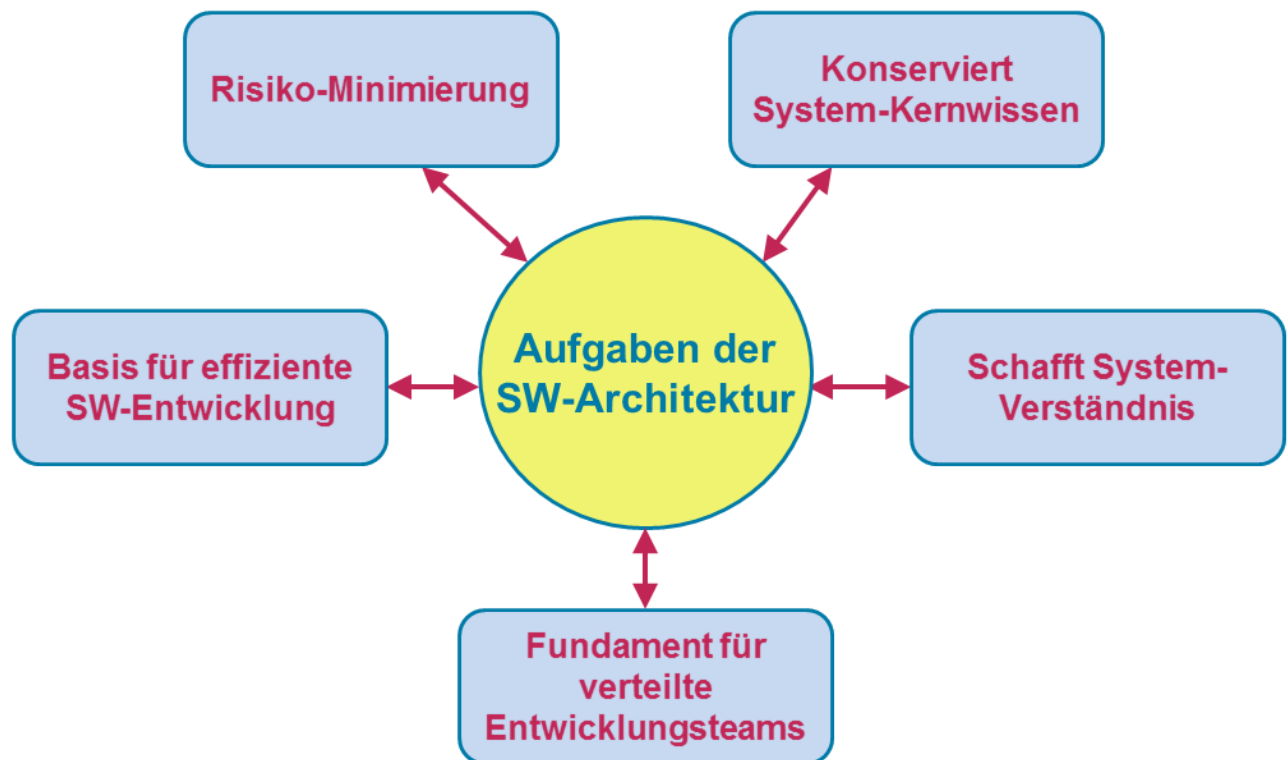 Risiko-Minimierung
Konserviert
System-Kernwissen
Aufgaben der
SW-Architektur
Basis für effiziente
SW-Entwicklung
Schafft System-
Verständnis
Fundament für
verteilte
Entwicklungsteams